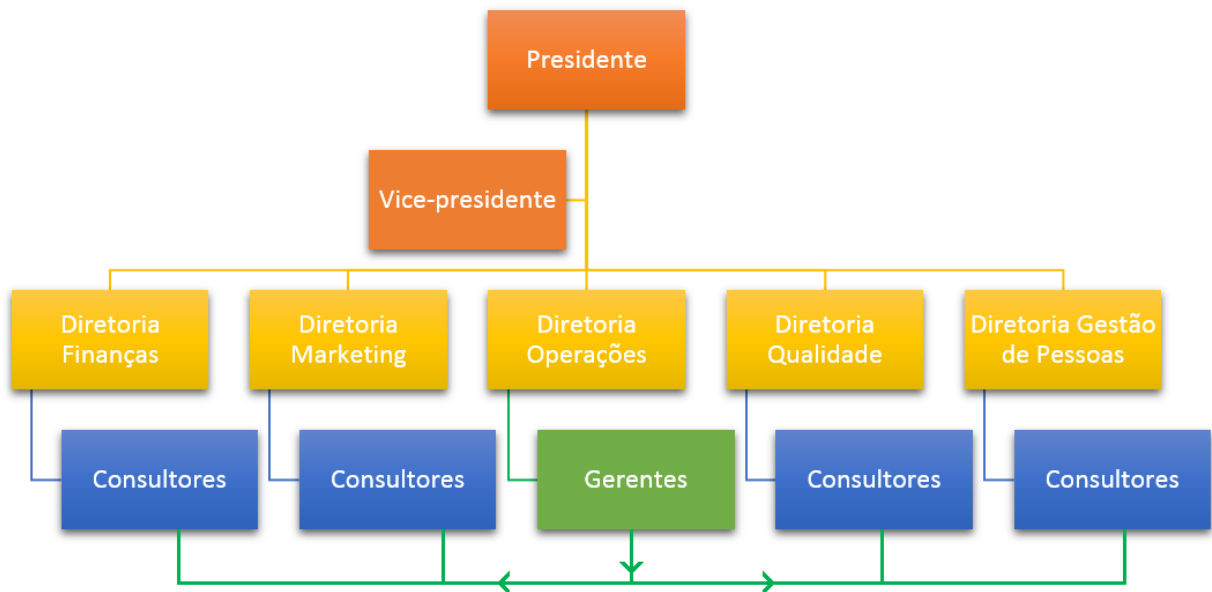 Presidente
Vice-presidente
Diretoria
Finanças
Diretoria
Marketing
Diretoria
Operações
Diretoria
Qualidade
Diretoria Gestão
de Pessoas
Consultores
Consultores
Gerentes
Consultores
Consultores